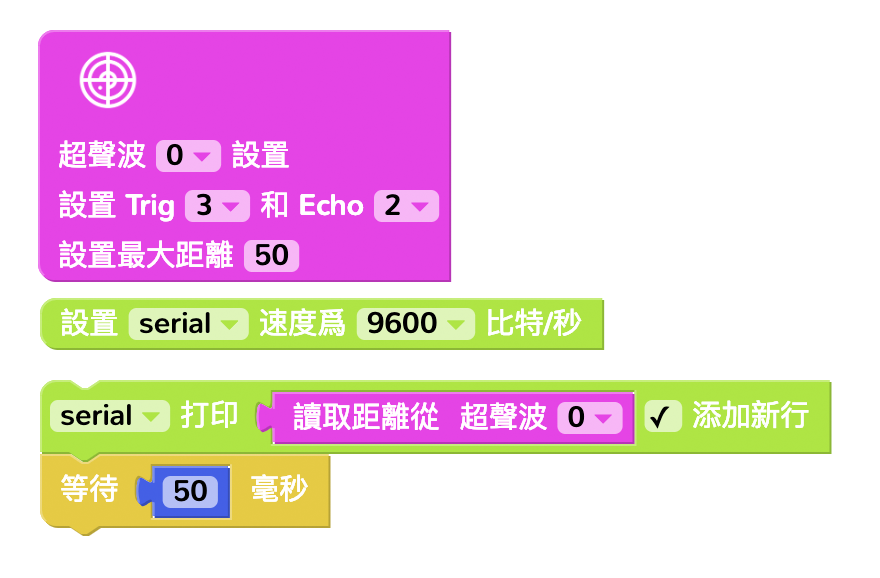 超聲波 0 設置
設置 Trig 3 和 Echo 2
設置最大距離 50
設置 serial 速度爲 9600 比特/秒
serial 打印 讀取距離從 超聲波 0 ✓ 添加新行
等待 50 毫秒